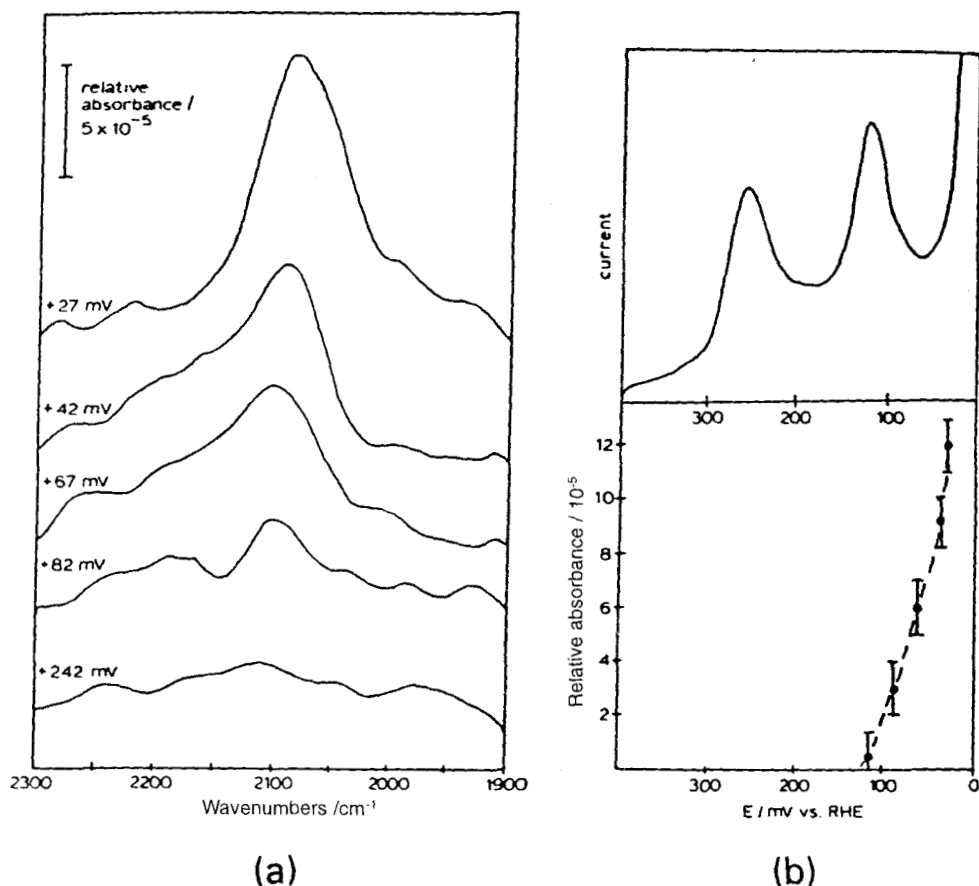 relative
absorbance /
5 x 10⁻⁵
+27 mV
+42 mV
+67 mV
+82 mV
+242 mV
2300 2200 2100 2000 1900
Wavenumbers /cm⁻¹
(a)
current
300 200 100
12
10
8
6
4
2
Relative absorbance / 10⁻⁵
300 200 100 0
E / mV vs. RHE
(b)